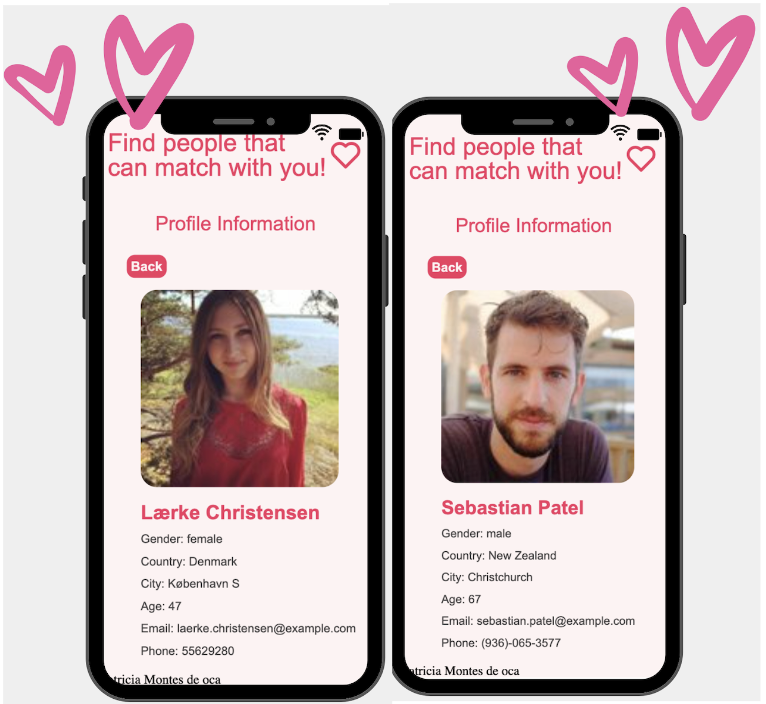 Find people that
can match with you!
Profile Information
Back
Lærke Christensen
Gender: female
Country: Denmark
City: København S
Age: 47
Email: laerke.christensen@example.com
Phone: 55629280
tricia Montes de oca
Find people that
can match with you!
Profile Information
Back
Sebastian Patel
Gender: male
Country: New Zealand
City: Christchurch
Age: 67
Email: sebastian.patel@example.com
Phone: (936)-065-3577
atricia Montes de oca